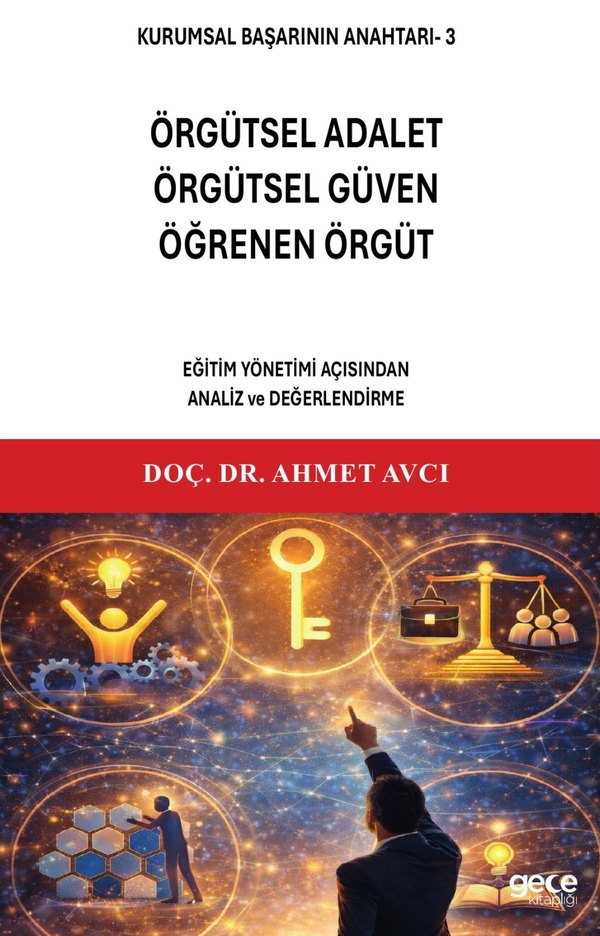 KURUMSAL BAŞARININ ANAHTARI- 3
ÖRGÜTSEL ADALET
ÖRGÜTSEL GÜVEN
ÖĞRENEN ÖRGÜT
EĞİTİM YÖNETİMİ AÇISINDAN
ANALİZ ve DEĞERLENDİRME
DOÇ. DR. AHMET AVCI
gece
kitaplığı